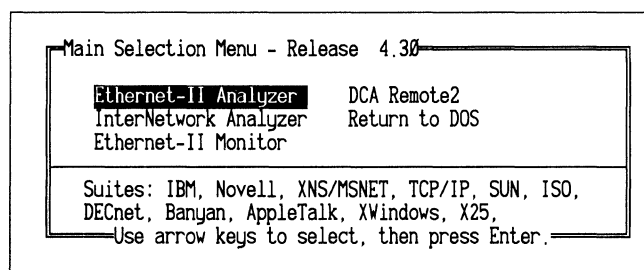 Main Selection Menu - Release 4.30
Ethernet-II Analyzer DCA Remote2
InterNetwork Analyzer Return to DOS
Ethernet-II Monitor
Suites: IBM, Novell, XNS/MSNET, TCP/IP, SUN, ISO,
DECnet, Banyan, AppleTalk, XWindows, X25,
Use arrow keys to select, then press Enter.